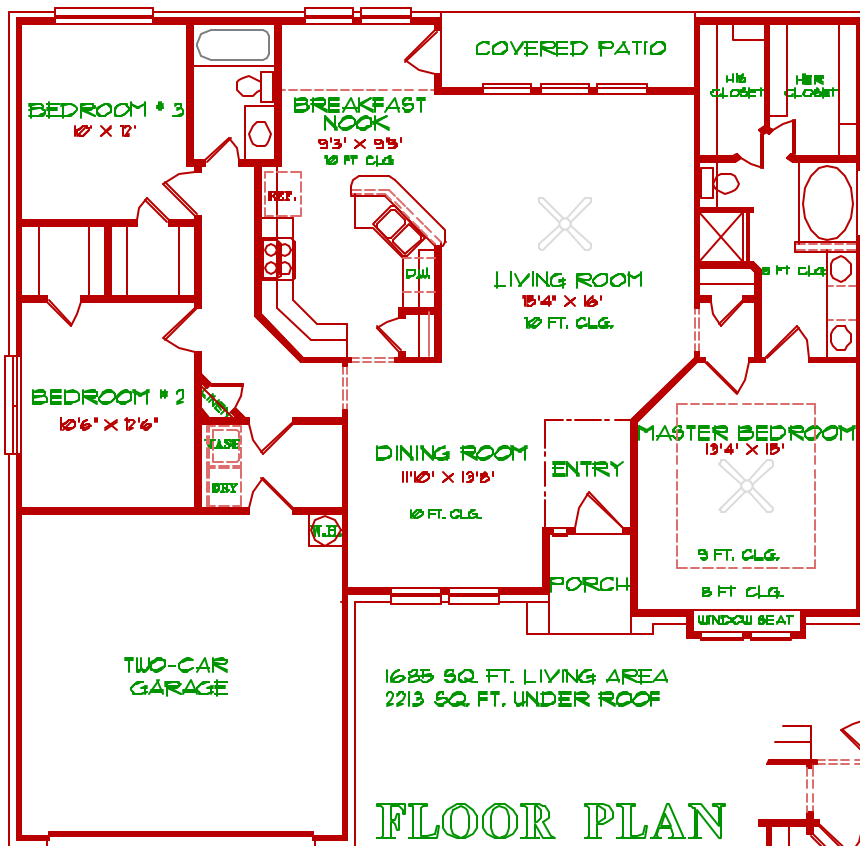 COVERED PATIO
HIS
CLOSET
HER
CLOSET
BEDROOM # 3
10' X 12'
BREAKFAST
NOOK
9'3" X 9'5"
10 FT CLG
REF.
D.W.
LIVING ROOM
15'4" X 16'
10 FT. CLG.
8 FT CLG
BEDROOM # 2
10'6" X 12'6"
LINEN
WASH
DRY
W.H.
DINING ROOM
11'10" X 13'8"
10 FT. CLG.
ENTRY
MASTER BEDROOM
13'4" X 15'
9 FT. CLG.
8 FT CLG.
PORCH
WINDOW SEAT
TWO-CAR
GARAGE
1685 SQ. FT. LIVING AREA
2213 SQ. FT. UNDER ROOF
FLOOR PLAN